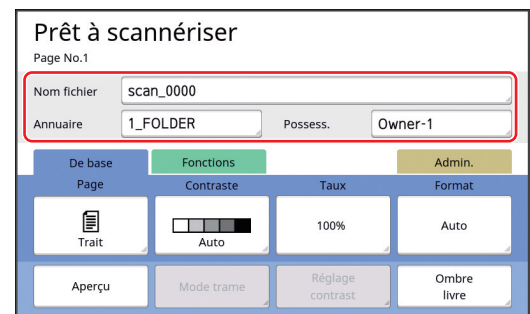 Prêt à scannériser
Page No.1
Nom fichier scan_0000
Annuaire 1_FOLDER Possess. Owner-1
De base Fonctions Admin.
Page Contraste Taux Format
Trait Auto 100% Auto
Aperçu Mode trame Réglage contrast Ombre livre